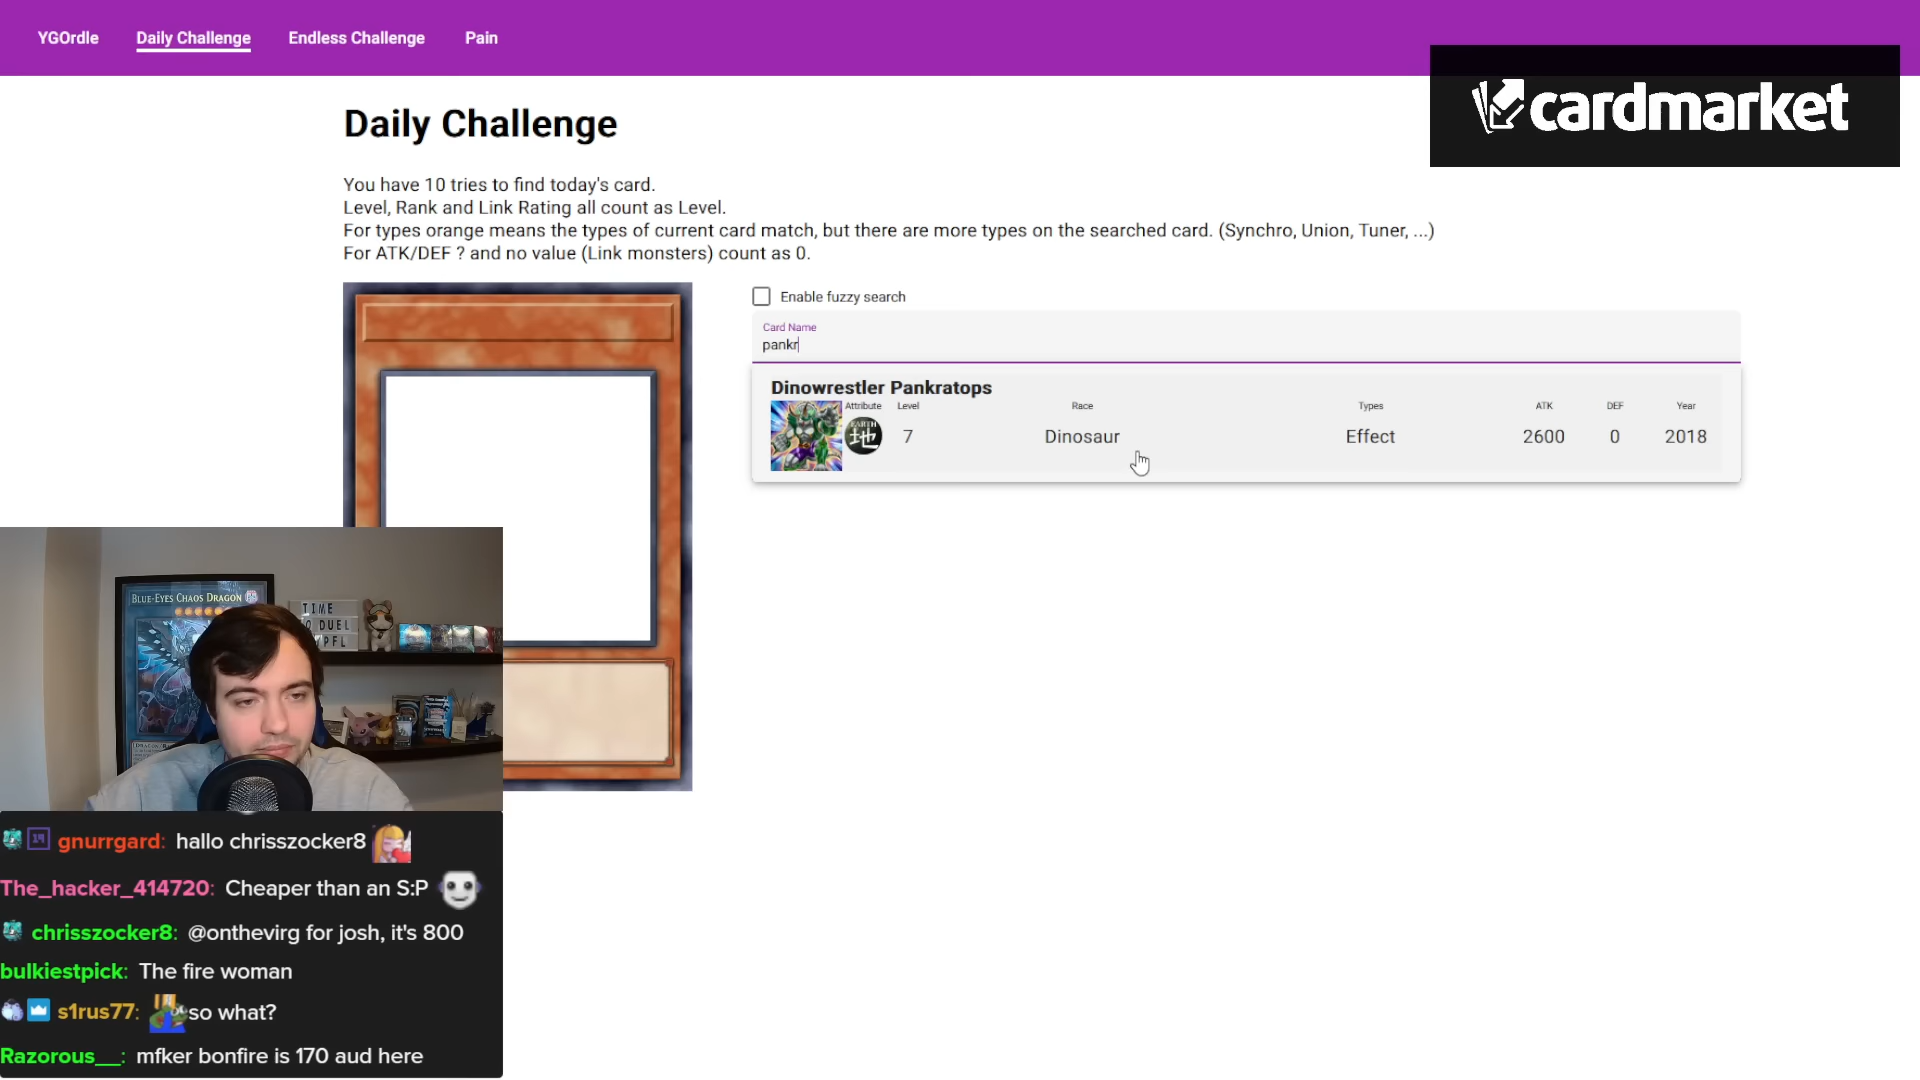 YGOrdle Daily Challenge Endless Challenge Pain
cardmarket
Daily Challenge
You have 10 tries to find today's card.
Level, Rank and Link Rating all count as Level.
For types orange means the types of current card match, but there are more types on the searched card. (Synchro, Union, Tuner, ...)
For ATK/DEF ? and no value (Link monsters) count as 0.
Enable fuzzy search
Card Name
pankr
Dinowrestler Pankratops
Attribute Level Race Types ATK DEF Year
EARTH 地 7 Dinosaur Effect 2600 0 2018
BLUE-EYES CHAOS DRAGON
TIME
O DUEL
PFL
gnurrgard: hallo chrisszocker8
The_hacker_414720: Cheaper than an S:P
chrisszocker8: @onthevirg for josh, it's 800
bulkiestpick: The fire woman
s1rus77: so what?
Razorous__: mfker bonfire is 170 aud here